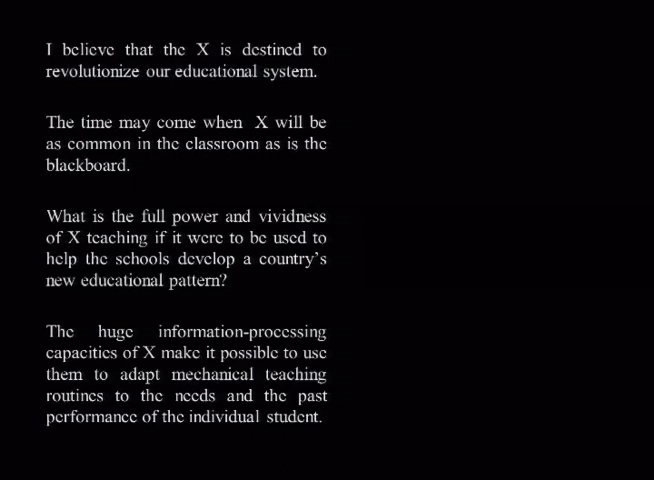 I believe that the X is destined to
revolutionize our educational system.
The time may come when X will be
as common in the classroom as is the
blackboard.
What is the full power and vividness
of X teaching if it were to be used to
help the schools develop a country's
new educational pattern?
The huge information-processing
capacities of X make it possible to use
them to adapt mechanical teaching
routines to the needs and the past
performance of the individual student.